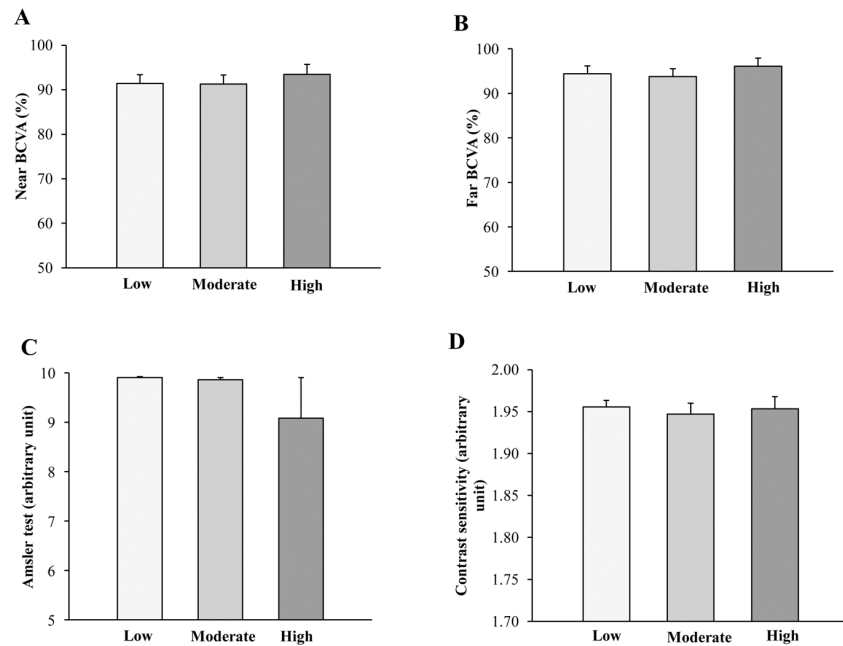 A
Near BCVA (%)
100
90
80
70
60
50
Low Moderate High
B
Far BCVA (%)
100
90
80
70
60
50
Low Moderate High
C
Amsler test (arbitrary unit)
10
9
8
7
6
5
Low Moderate High
D
Contrast sensitivity (arbitrary
unit)
2.00
1.95
1.90
1.85
1.80
1.75
1.70
Low Moderate High